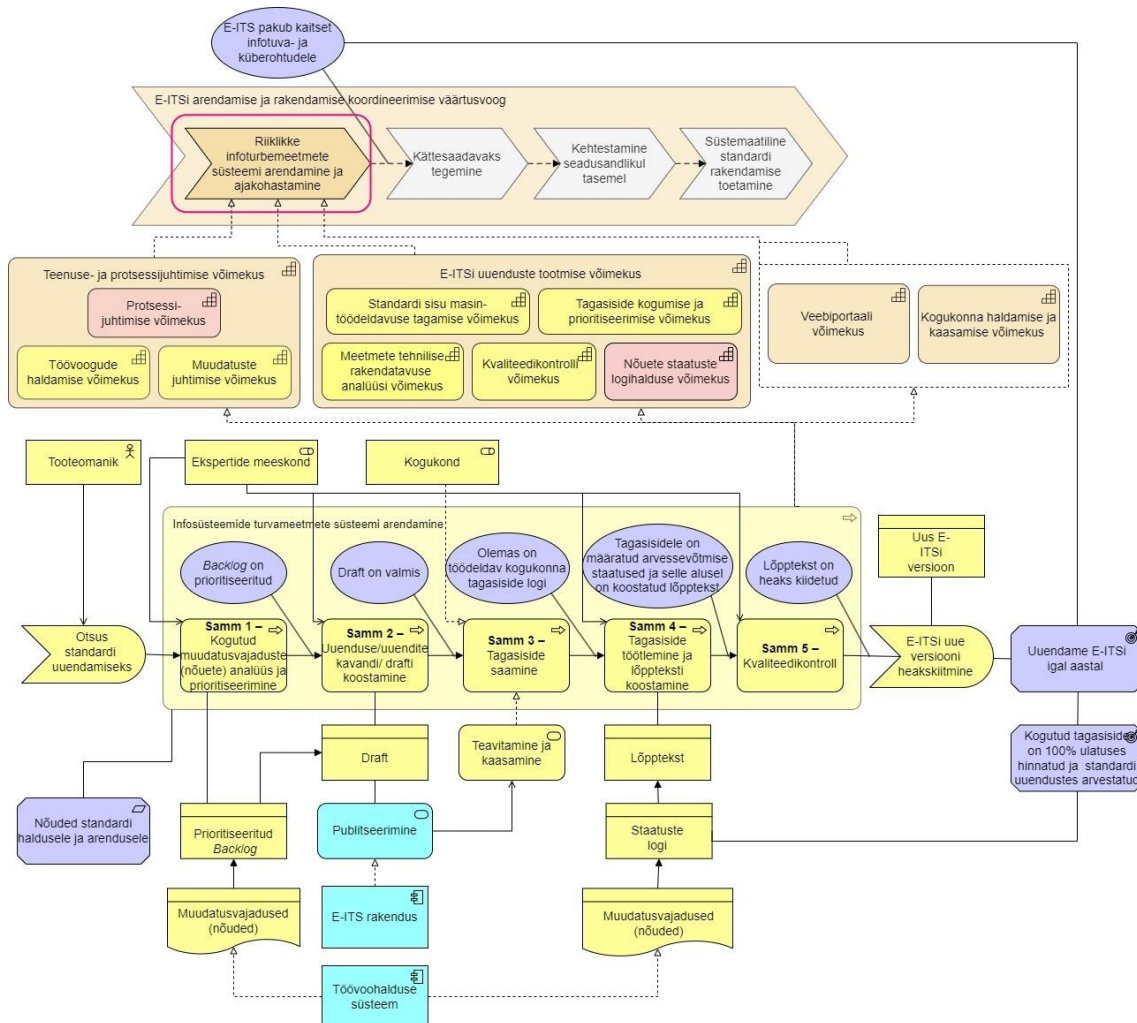 E-ITS pakub kaitset
infotuva- ja
küberohtudele
E-ITSi arendamise ja rakendamise koordineerimise väärtusvoog
Riiklikke
infoturbemeetmete
süsteemi arendamine ja
ajakohastamine
Kättesaadavaks
tegemine
Kehtestamine
seadusandlikul
tasemel
Süstemaatiline
standardi
rakendamise
toetamine
Teenuse- ja protsessijuhtimise võimekus
Protsessi-
juhtimise võimekus
Töövoogude
haldamise võimekus
Muudatuste
juhtimise võimekus
E-ITSi uuenduste tootmise võimekus
Standardi sisu masin-
töödeldavuse tagamise võimekus
Tagasiside kogumise ja
prioritiseerimise võimekus
Meetmete tehnilise
rakendatavuse
analüüsi võimekus
Kvaliteedikontrolli
võimekus
Nõuete staatuste
logihalduse võimekus
Veebiportaali
võimekus
Kogukonna haldamise ja
kaasamise võimekus
Tooteomanik
Ekspertide meeskond
Kogukond
Infosüsteemide turvameetmete süsteemi arendamine
Backlog on
prioritiseeritud
Draft on valmis
Olemas on
töödeldav kogukonna
tagasiside logi
Tagasisidele on
määratud arvessevõtmise
staatused ja selle alusel
on koostatud lõpptekst
Lõpptekst on
heaks kiidetud
Uus E-
ITSi
versioon
Otsus
standardi
uuendamiseks
Samm 1 –
Kogutud
muudatusvajaduste
(nõuete) analüüs ja
prioritiseerimine
Samm 2 –
Uuenduse/uuendite
kavandi/ drafti
koostamine
Samm 3 –
Tagasiside
saamine
Samm 4 –
Tagasiside
töötlemine ja
lõppteksti
koostamine
Samm 5 –
Kvaliteedikontroll
E-ITSi uue
versiooni
heakskiitmine
Uuendame E-ITSi
igal aastal
Draft
Teavitamine ja
kaasamine
Lõpptekst
Kogutud tagasiside
on 100% ulatuses
hinnatud ja standardi
uuendustes arvestatud
Nõuded standardi
haldusele ja arendusele
Prioritiseeritud
Backlog
Publitseerimine
Staatuste
logi
Muudatusvajadused
(nõuded)
E-ITS rakendus
Muudatusvajadused
(nõuded)
Töövoohalduse
süsteem